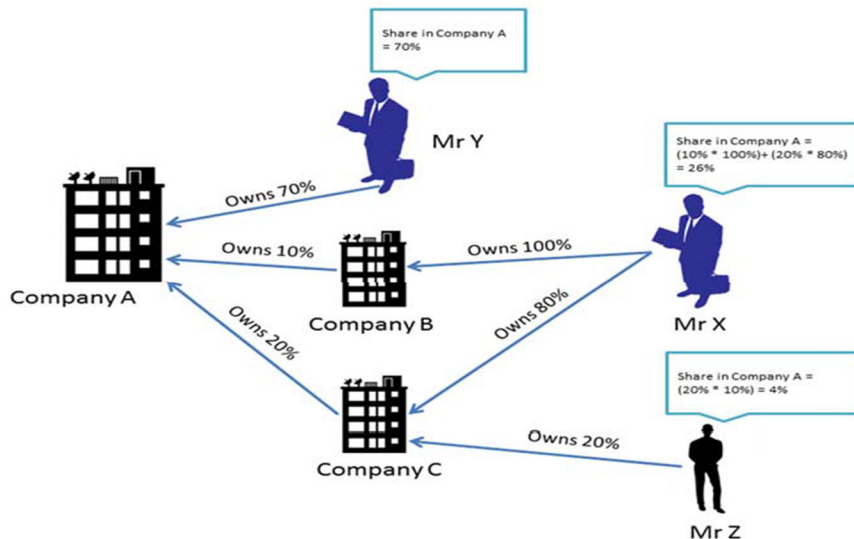 Share in Company A
= 70%
Mr Y
Share in Company A =
(10% * 100%)+ (20% * 80%)
= 26%
Owns 70%
Owns 10%
Owns 100%
Company A
Company B
Owns 80%
Mr X
Owns 20%
Share in Company A =
(20% * 10%) = 4%
Owns 20%
Company C
Mr Z